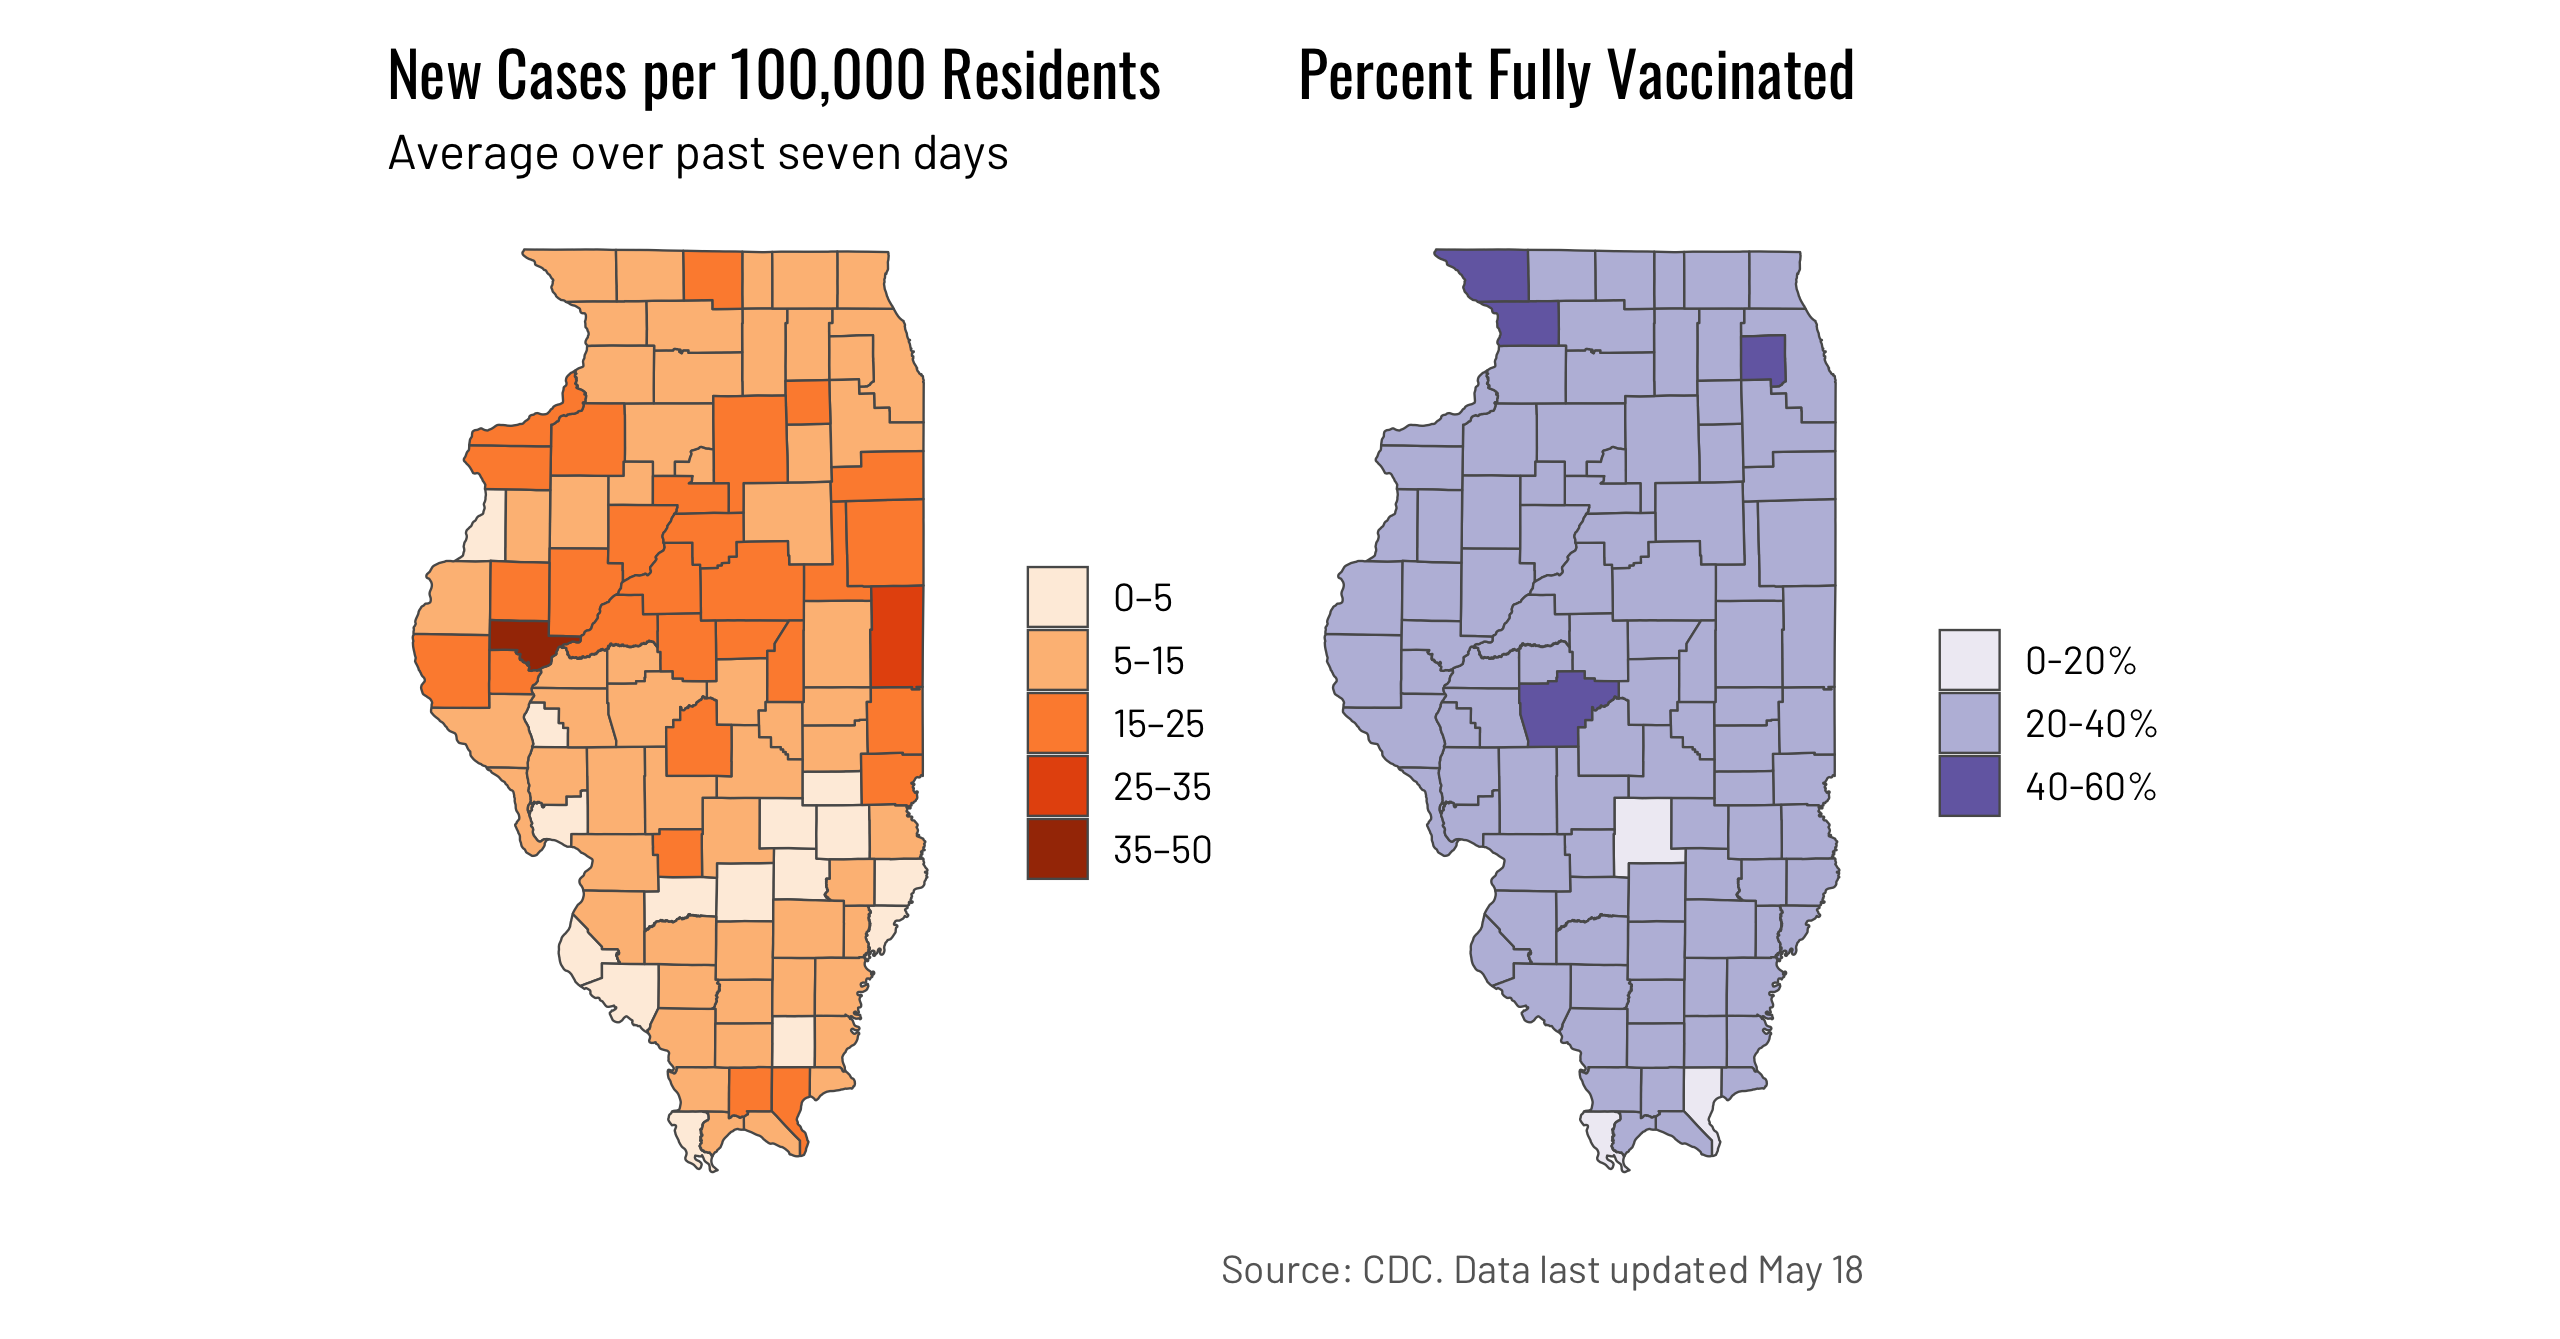 New Cases per 100,000 Residents
Average over past seven days
0–5
5–15
15–25
25–35
35–50
Percent Fully Vaccinated
0-20%
20-40%
40-60%
Source: CDC. Data last updated May 18